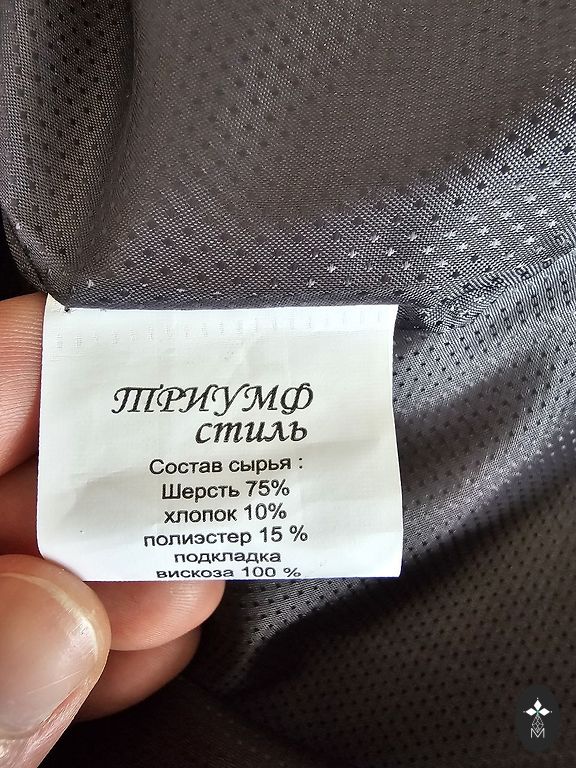 ТРИУМФ
стиль
Состав сырья :
Шерсть 75%
хлопок 10%
полиэстер 15 %
подкладка
вискоза 100 %
M